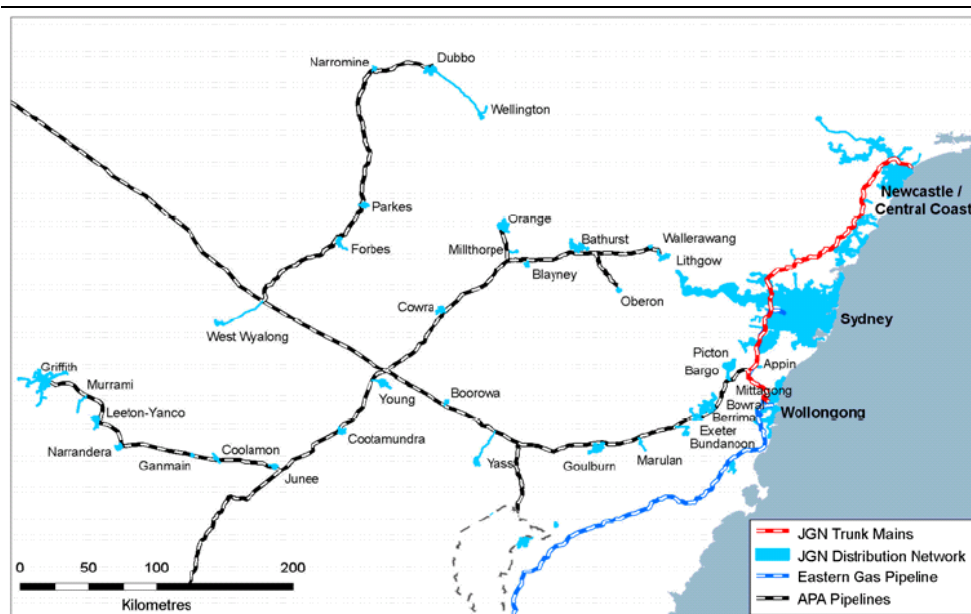 Narromine
Dubbo
Wellington
Parkes
Forbes
West Wyalong
Orange
Millthorpe
Bathurst
Wallerawang
Lithgow
Blayney
Oberon
Cowra
Newcastle /
Central Coast
Sydney
Picton
Bargo
Appin
Mittagong
Bowral
Berrima
Wollongong
Exeter
Bundanoon
Griffith
Murrami
Leeton-Yanco
Narrandera
Ganmain
Coolamon
Junee
Cootamundra
Young
Boorowa
Yass
Goulburn
Marulan
JGN Trunk Mains
JGN Distribution Network
Eastern Gas Pipeline
APA Pipelines
0 50 100 200
Kilometres